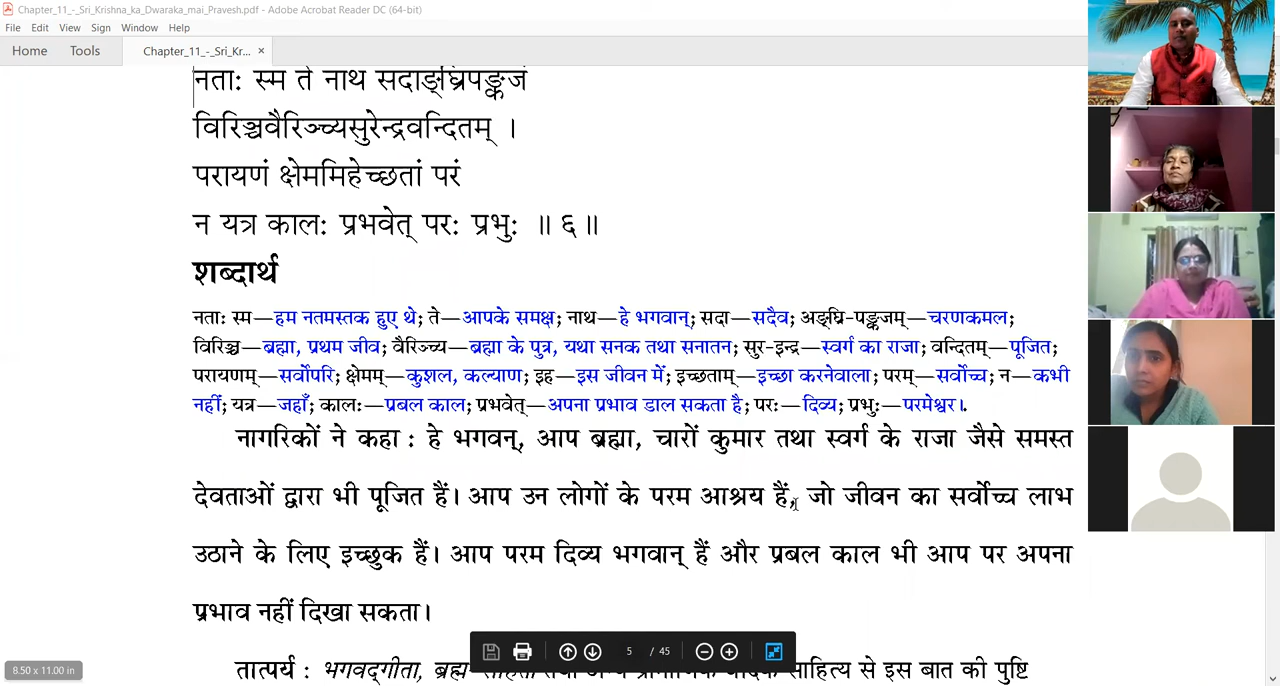 Chapter_11_-_Sri_Krishna_ka_Dwaraka_mai_Pravesh.pdf - Adobe Acrobat Reader DC (64-bit)
File Edit View Sign Window Help
Home Tools Chapter_11_-_Sri_Kr... ×
नताः स्म ते नाथ सदाङ्घ्रिपङ्कजं
विरिञ्चवैरिञ्च्यसुरेन्द्रवन्दितम् ।
परायणं क्षेममिहेच्छतां परं
न यत्र कालः प्रभवेत् परः प्रभुः ॥ ६ ॥
शब्दार्थ
नताः स्म—हम नतमस्तक हुए थे; ते—आपके समक्ष; नाथ—हे भगवान्; सदा—सदैव; अङ्घ्रि-पङ्कजम्—चरणकमल;
विरिञ्च—ब्रह्मा, प्रथम जीव; वैरिञ्च्य—ब्रह्मा के पुत्र, यथा सनक तथा सनातन; सुर-इन्द्र—स्वर्ग का राजा; वन्दितम्—पूजित;
परायणम्—सर्वोपरि; क्षेमम्—कुशल, कल्याण; इह—इस जीवन में; इच्छताम्—इच्छा करनेवाला; परम्—सर्वोच्च; न—कभी
नहीं; यत्र—जहाँ; कालः—प्रबल काल; प्रभवेत्—अपना प्रभाव डाल सकता है; परः—दिव्य; प्रभुः—परमेश्वर।.
नागरिकों ने कहा : हे भगवन्, आप ब्रह्मा, चारों कुमार तथा स्वर्ग के राजा जैसे समस्त
देवताओं द्वारा भी पूजित हैं। आप उन लोगों के परम आश्रय हैं, जो जीवन का सर्वोच्च लाभ
उठाने के लिए इच्छुक हैं। आप परम दिव्य भगवान् हैं और प्रबल काल भी आप पर अपना
प्रभाव नहीं दिखा सकता।
5 / 45
8.50 x 11.00 in
तात्पर्य : भगवद्‌गीता, ब्रह्म साहित्य से इस बात की पुष्टि